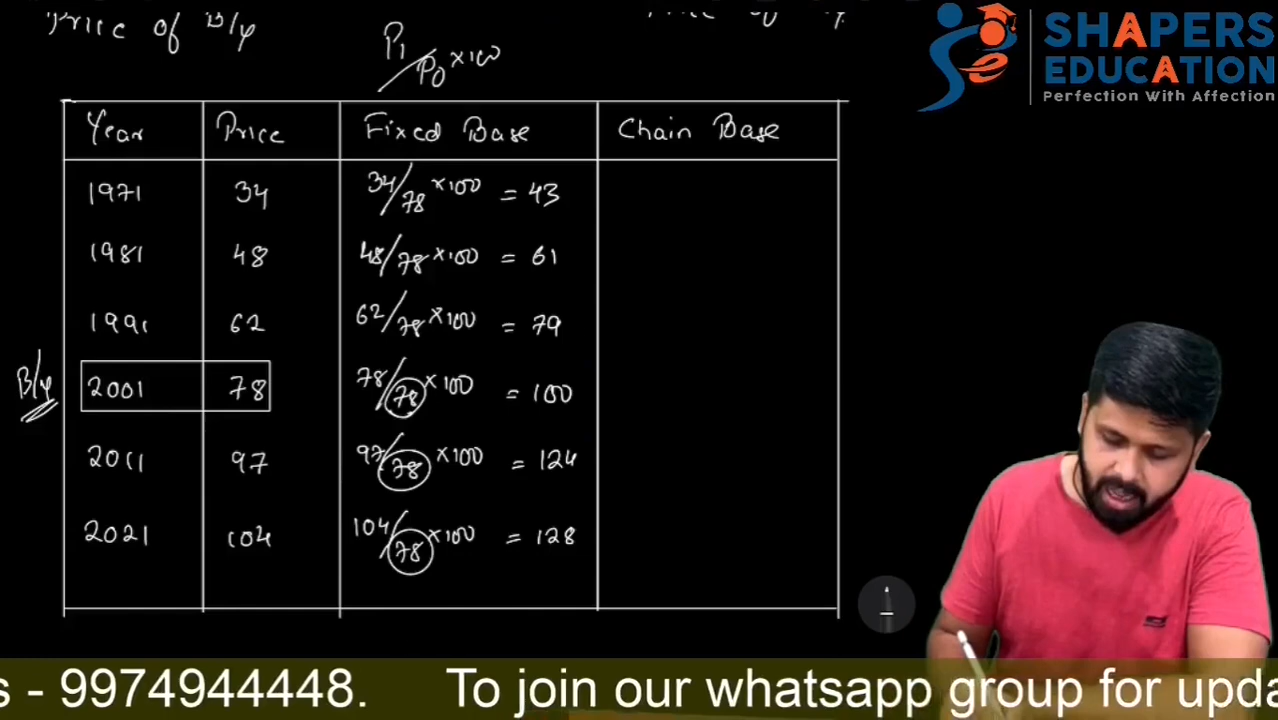 Price of B/y
P1/P0 ×100
SHAPERS
EDUCATION
Perfection With Affection
Year Price Fixed Base Chain Base
1971 34 34/78 ×100 = 43
1981 48 48/78 ×100 = 61
1991 62 62/78 ×100 = 79
B/y 2001 78 78/78 ×100 = 100
2011 97 97/78 ×100 = 124
2021 104 104/78 ×100 = 128
s - 9974944448. To join our whatsapp group for upda